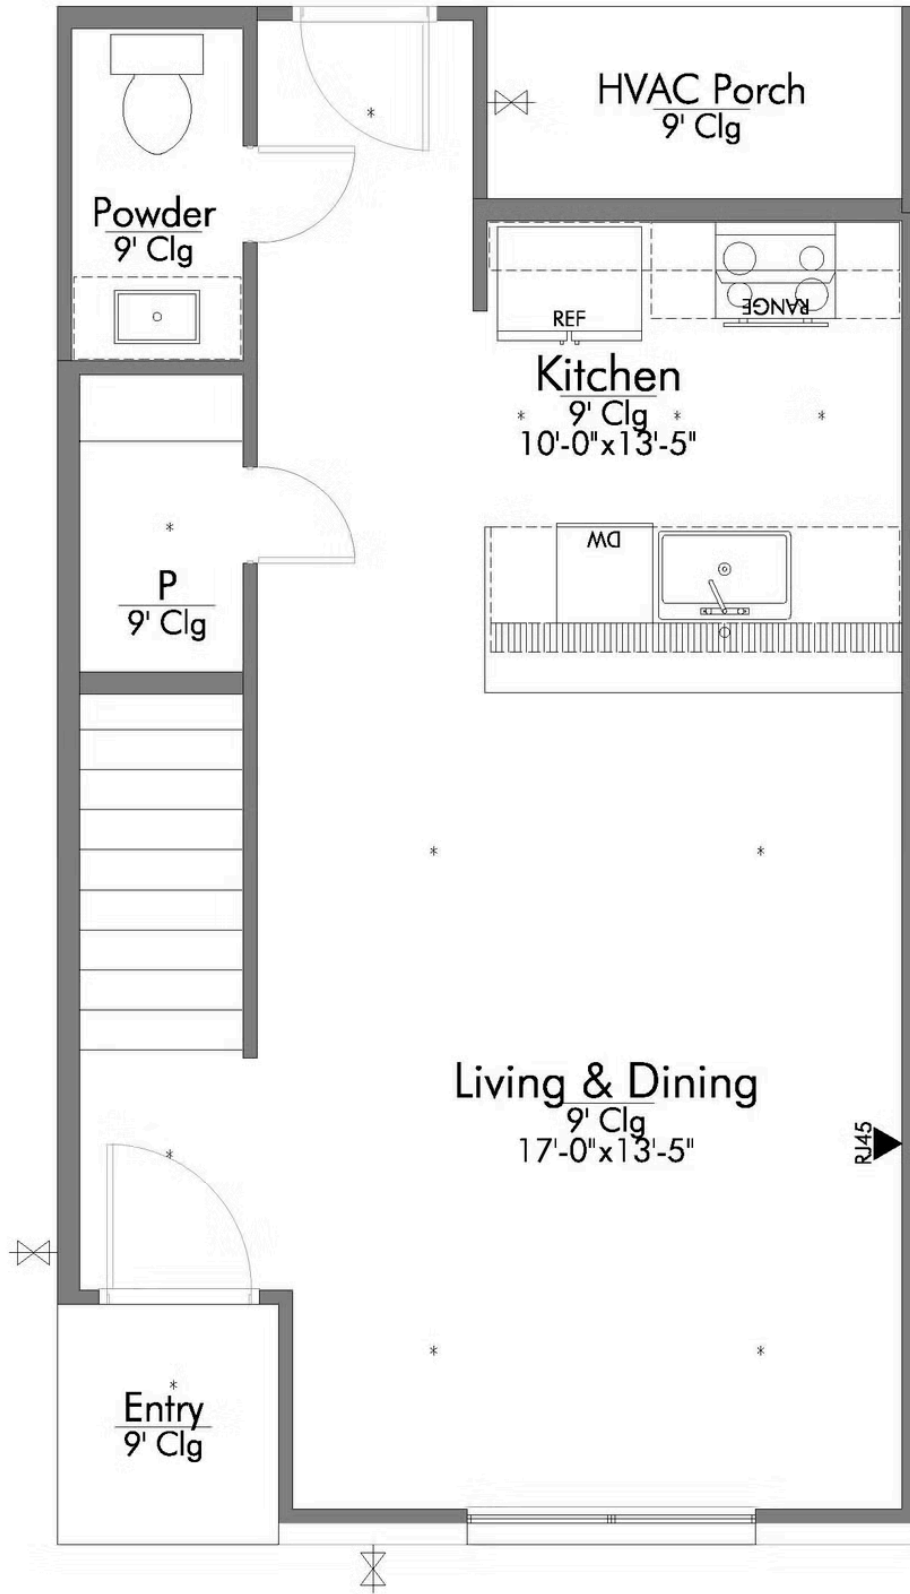 HVAC Porch
9' Clg
Powder
9' Clg
REF
RANGE
Kitchen
9' Clg
10'-0"x13'-5"
DW
P
9' Clg
Living & Dining
9' Clg
17'-0"x13'-5"
RJ45
Entry
9' Clg